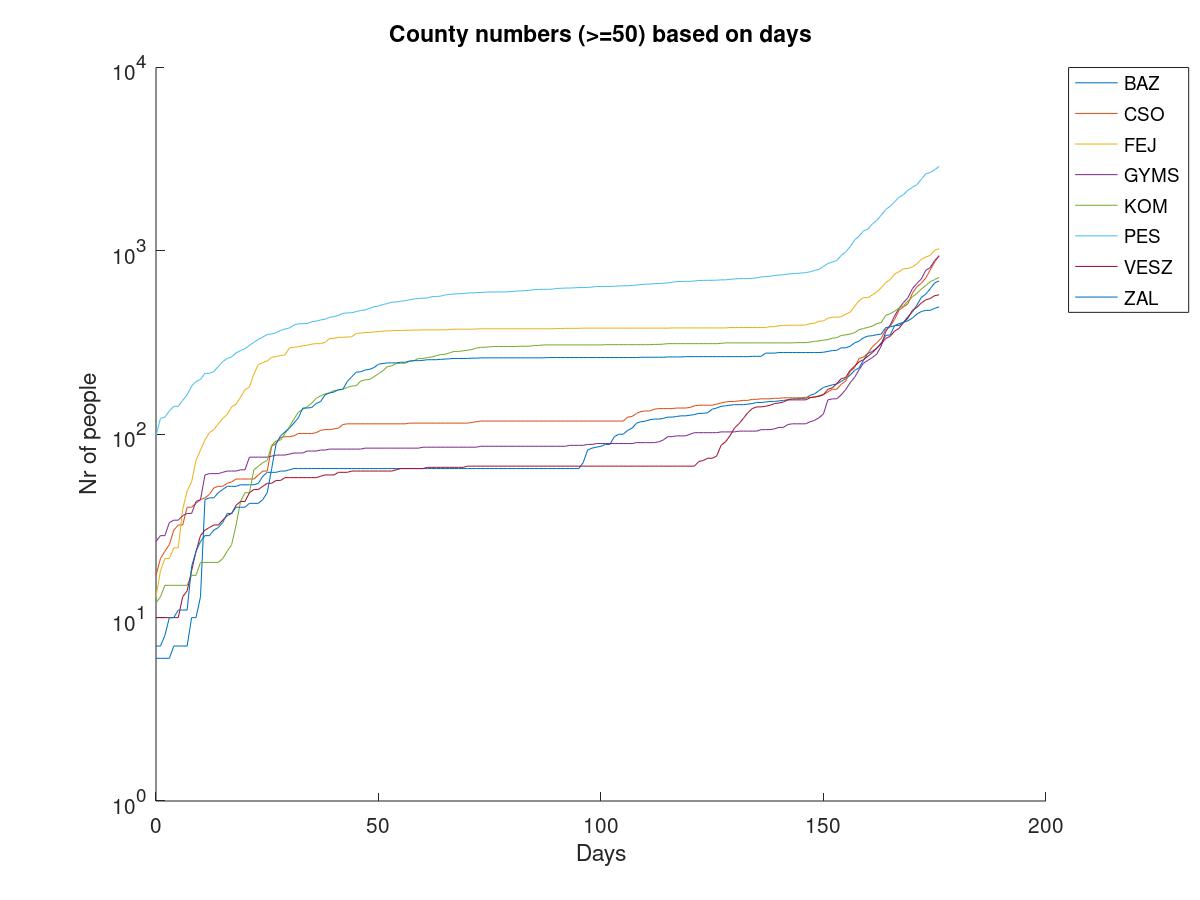 County numbers (>=50) based on days
10^4
10^3
10^2
10^1
10^0
Nr of people
0 50 100 150 200
Days
BAZ
CSO
FEJ
GYMS
KOM
PES
VESZ
ZAL